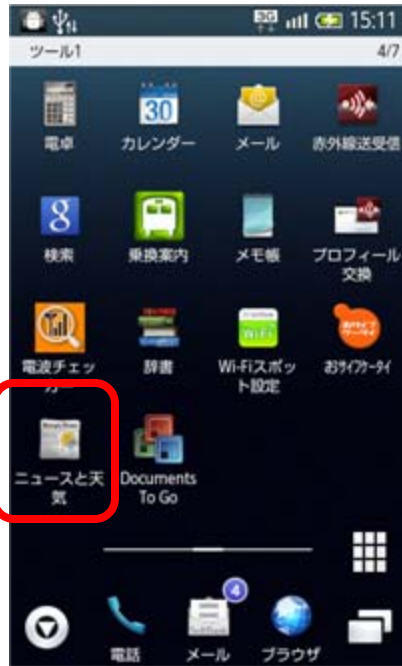 3G 15:11
ツール1 4/7
30
電卓 カレンダー メール 赤外線送受信
8
検索 乗換案内 メモ帳 プロフィール
交換
WiFi
電波チェッ 辞書 Wi-Fiスポッ おサイフケータイ
カー ト設定
ニュースと天 Documents
気 To Go
4
電話 メール ブラウザ